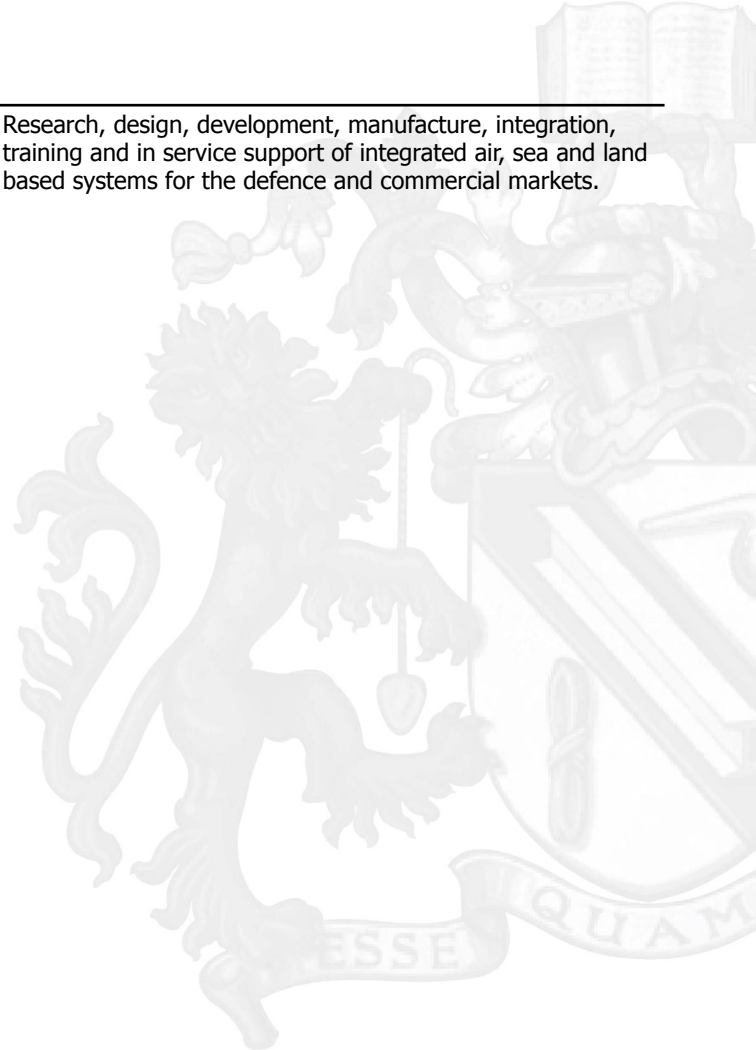 Research, design, development, manufacture, integration,
training and in service support of integrated air, sea and land
based systems for the defence and commercial markets.
ESSE
QUAM